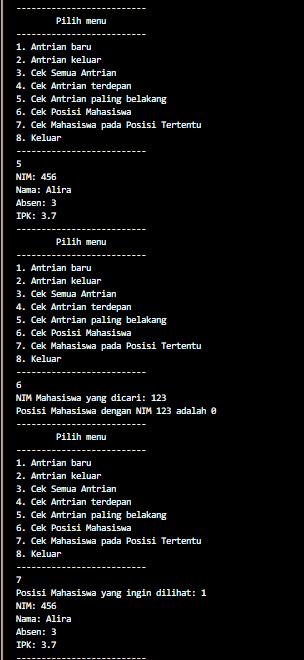 --------------------------
Pilih menu
--------------------------
1. Antrian baru
2. Antrian keluar
3. Cek Semua Antrian
4. Cek Antrian terdepan
5. Cek Antrian paling belakang
6. Cek Posisi Mahasiswa
7. Cek Mahasiswa pada Posisi Tertentu
8. Keluar
--------------------------
5
NIM: 456
Nama: Alira
Absen: 3
IPK: 3.7
--------------------------
Pilih menu
--------------------------
1. Antrian baru
2. Antrian keluar
3. Cek Semua Antrian
4. Cek Antrian terdepan
5. Cek Antrian paling belakang
6. Cek Posisi Mahasiswa
7. Cek Mahasiswa pada Posisi Tertentu
8. Keluar
--------------------------
6
NIM Mahasiswa yang dicari: 123
Posisi Mahasiswa dengan NIM 123 adalah 0
--------------------------
Pilih menu
--------------------------
1. Antrian baru
2. Antrian keluar
3. Cek Semua Antrian
4. Cek Antrian terdepan
5. Cek Antrian paling belakang
6. Cek Posisi Mahasiswa
7. Cek Mahasiswa pada Posisi Tertentu
8. Keluar
--------------------------
7
Posisi Mahasiswa yang ingin dilihat: 1
NIM: 456
Nama: Alira
Absen: 3
IPK: 3.7
--------------------------